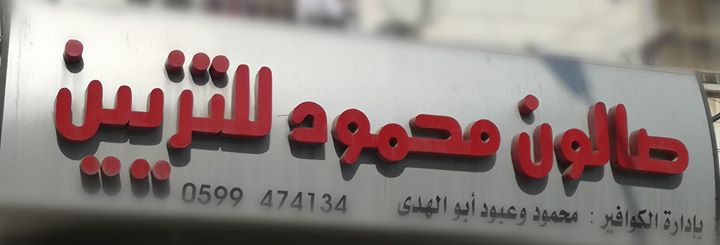 صالون محمود للتزيين
بإدارة الكوافير : محمود وعبود أبو الهدى 0599 474134